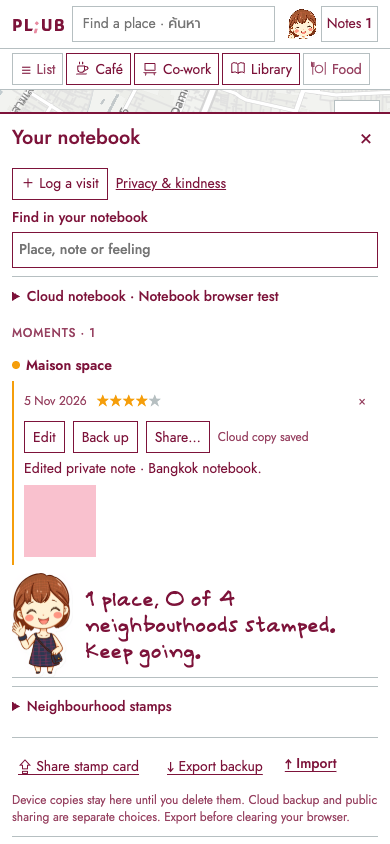 PL;UB
Find a place · ค้นหา
Notes 1
List
Café
Co-work
Library
Food
Your notebook
×
+ Log a visit
Privacy & kindness
Find in your notebook
Place, note or feeling
Cloud notebook · Notebook browser test
MOMENTS · 1
Maison space
5 Nov 2026
×
Edit
Back up
Share…
Cloud copy saved
Edited private note · Bangkok notebook.
1 place, 0 of 4
neighbourhoods stamped.
Keep going.
Neighbourhood stamps
Share stamp card
↓ Export backup
↑ Import
Device copies stay here until you delete them. Cloud backup and public
sharing are separate choices. Export before clearing your browser.